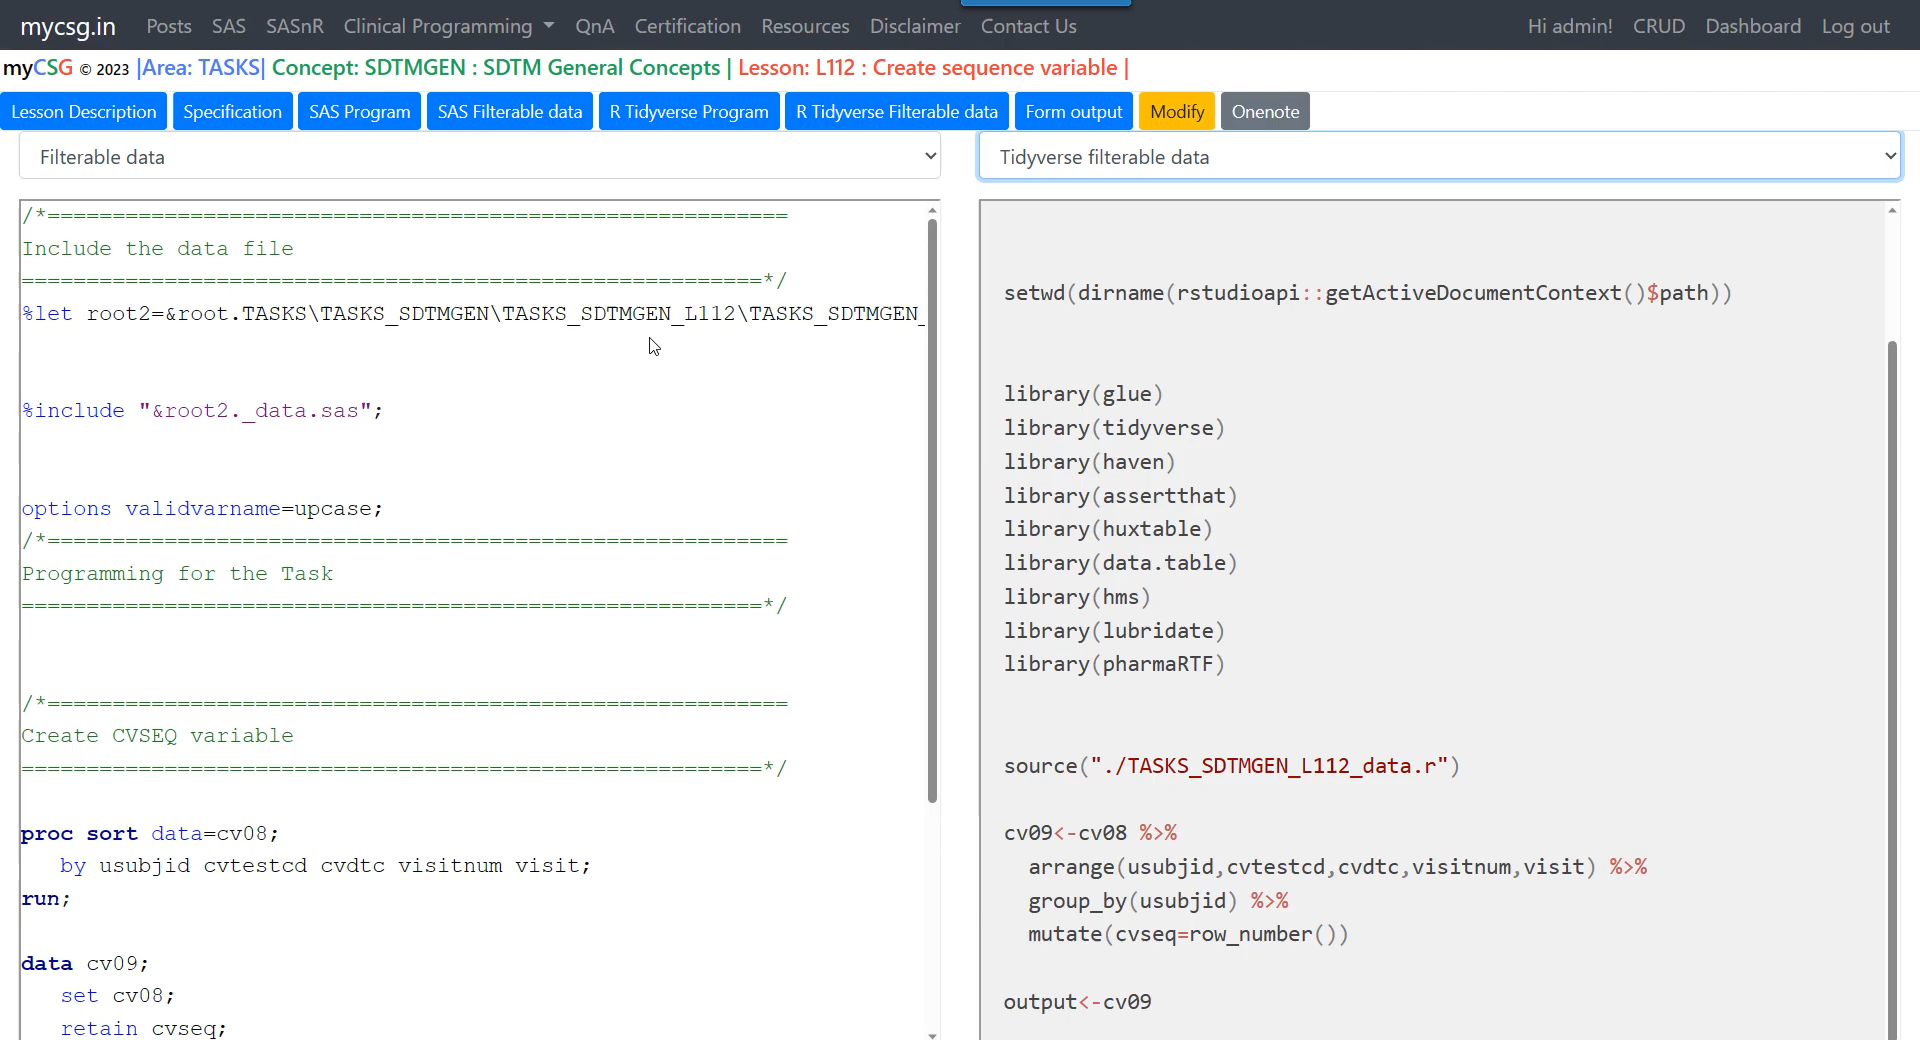 mycsg.in Posts SAS SASnR Clinical Programming QnA Certification Resources Disclaimer Contact Us Hi admin! CRUD Dashboard Log out
myCSG © 2023 |Area: TASKS| Concept: SDTMGEN : SDTM General Concepts | Lesson: L112 : Create sequence variable |
Lesson Description Specification SAS Program SAS Filterable data R Tidyverse Program R Tidyverse Filterable data Form output Modify Onenote
Filterable data
/*=========================================================
Include the data file
=========================================================*/
%let root2=&root.TASKS\TASKS_SDTMGEN\TASKS_SDTMGEN_L112\TASKS_SDTMGEN_
%include "&root2._data.sas";
options validvarname=upcase;
/*=========================================================
Programming for the Task
=========================================================*/
/*=========================================================
Create CVSEQ variable
=========================================================*/
proc sort data=cv08;
by usubjid cvtestcd cvdtc visitnum visit;
run;
data cv09;
set cv08;
retain cvseq;
Tidyverse filterable data
setwd(dirname(rstudioapi::getActiveDocumentContext()$path))
library(glue)
library(tidyverse)
library(haven)
library(assertthat)
library(huxtable)
library(data.table)
library(hms)
library(lubridate)
library(pharmaRTF)
source("./TASKS_SDTMGEN_L112_data.r")
cv09<-cv08 %>%
arrange(usubjid,cvtestcd,cvdtc,visitnum,visit) %>%
group_by(usubjid) %>%
mutate(cvseq=row_number())
output<-cv09